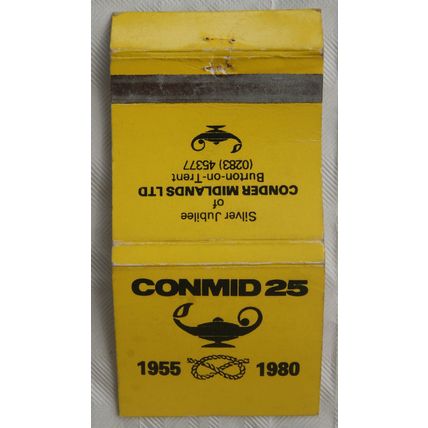 CONMID 25
1955 1980
Silver Jubilee
of
CONDER MIDLANDS LTD
Burton-on-Trent
(0283) 45377